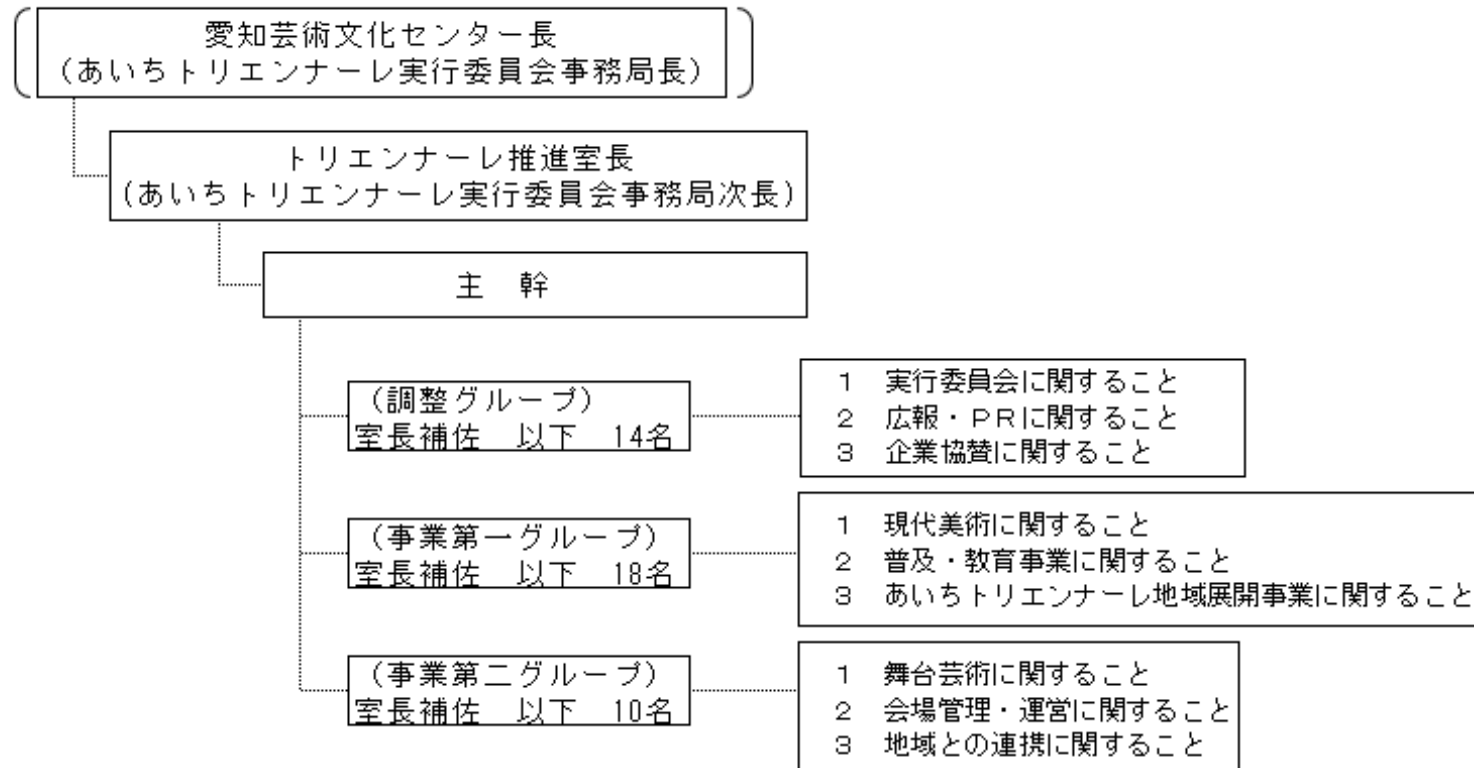 愛知芸術文化センター長
(あいちトリエンナーレ実行委員会事務局長)
トリエンナーレ推進室長
(あいちトリエンナーレ実行委員会事務局次長)
主 幹
(調整グループ)
室長補佐 以下 14名
1 実行委員会に関すること
2 広報・PRに関すること
3 企業協賛に関すること
(事業第一グループ)
室長補佐 以下 18名
1 現代美術に関すること
2 普及・教育事業に関すること
3 あいちトリエンナーレ地域展開事業に関すること
(事業第二グループ)
室長補佐 以下 10名
1 舞台芸術に関すること
2 会場管理・運営に関すること
3 地域との連携に関すること